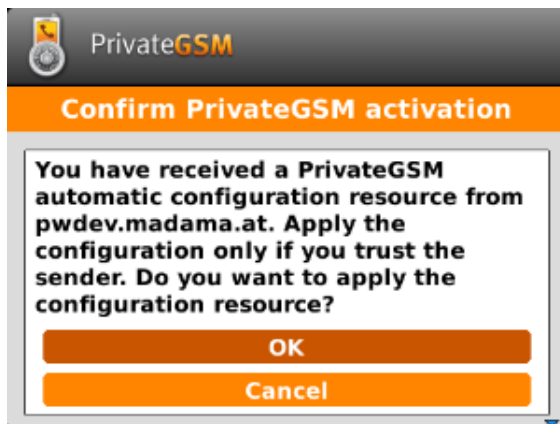 PrivateGSM
Confirm PrivateGSM activation
You have received a PrivateGSM
automatic configuration resource from
pwdev.madama.at. Apply the
configuration only if you trust the
sender. Do you want to apply the
configuration resource?
OK
Cancel